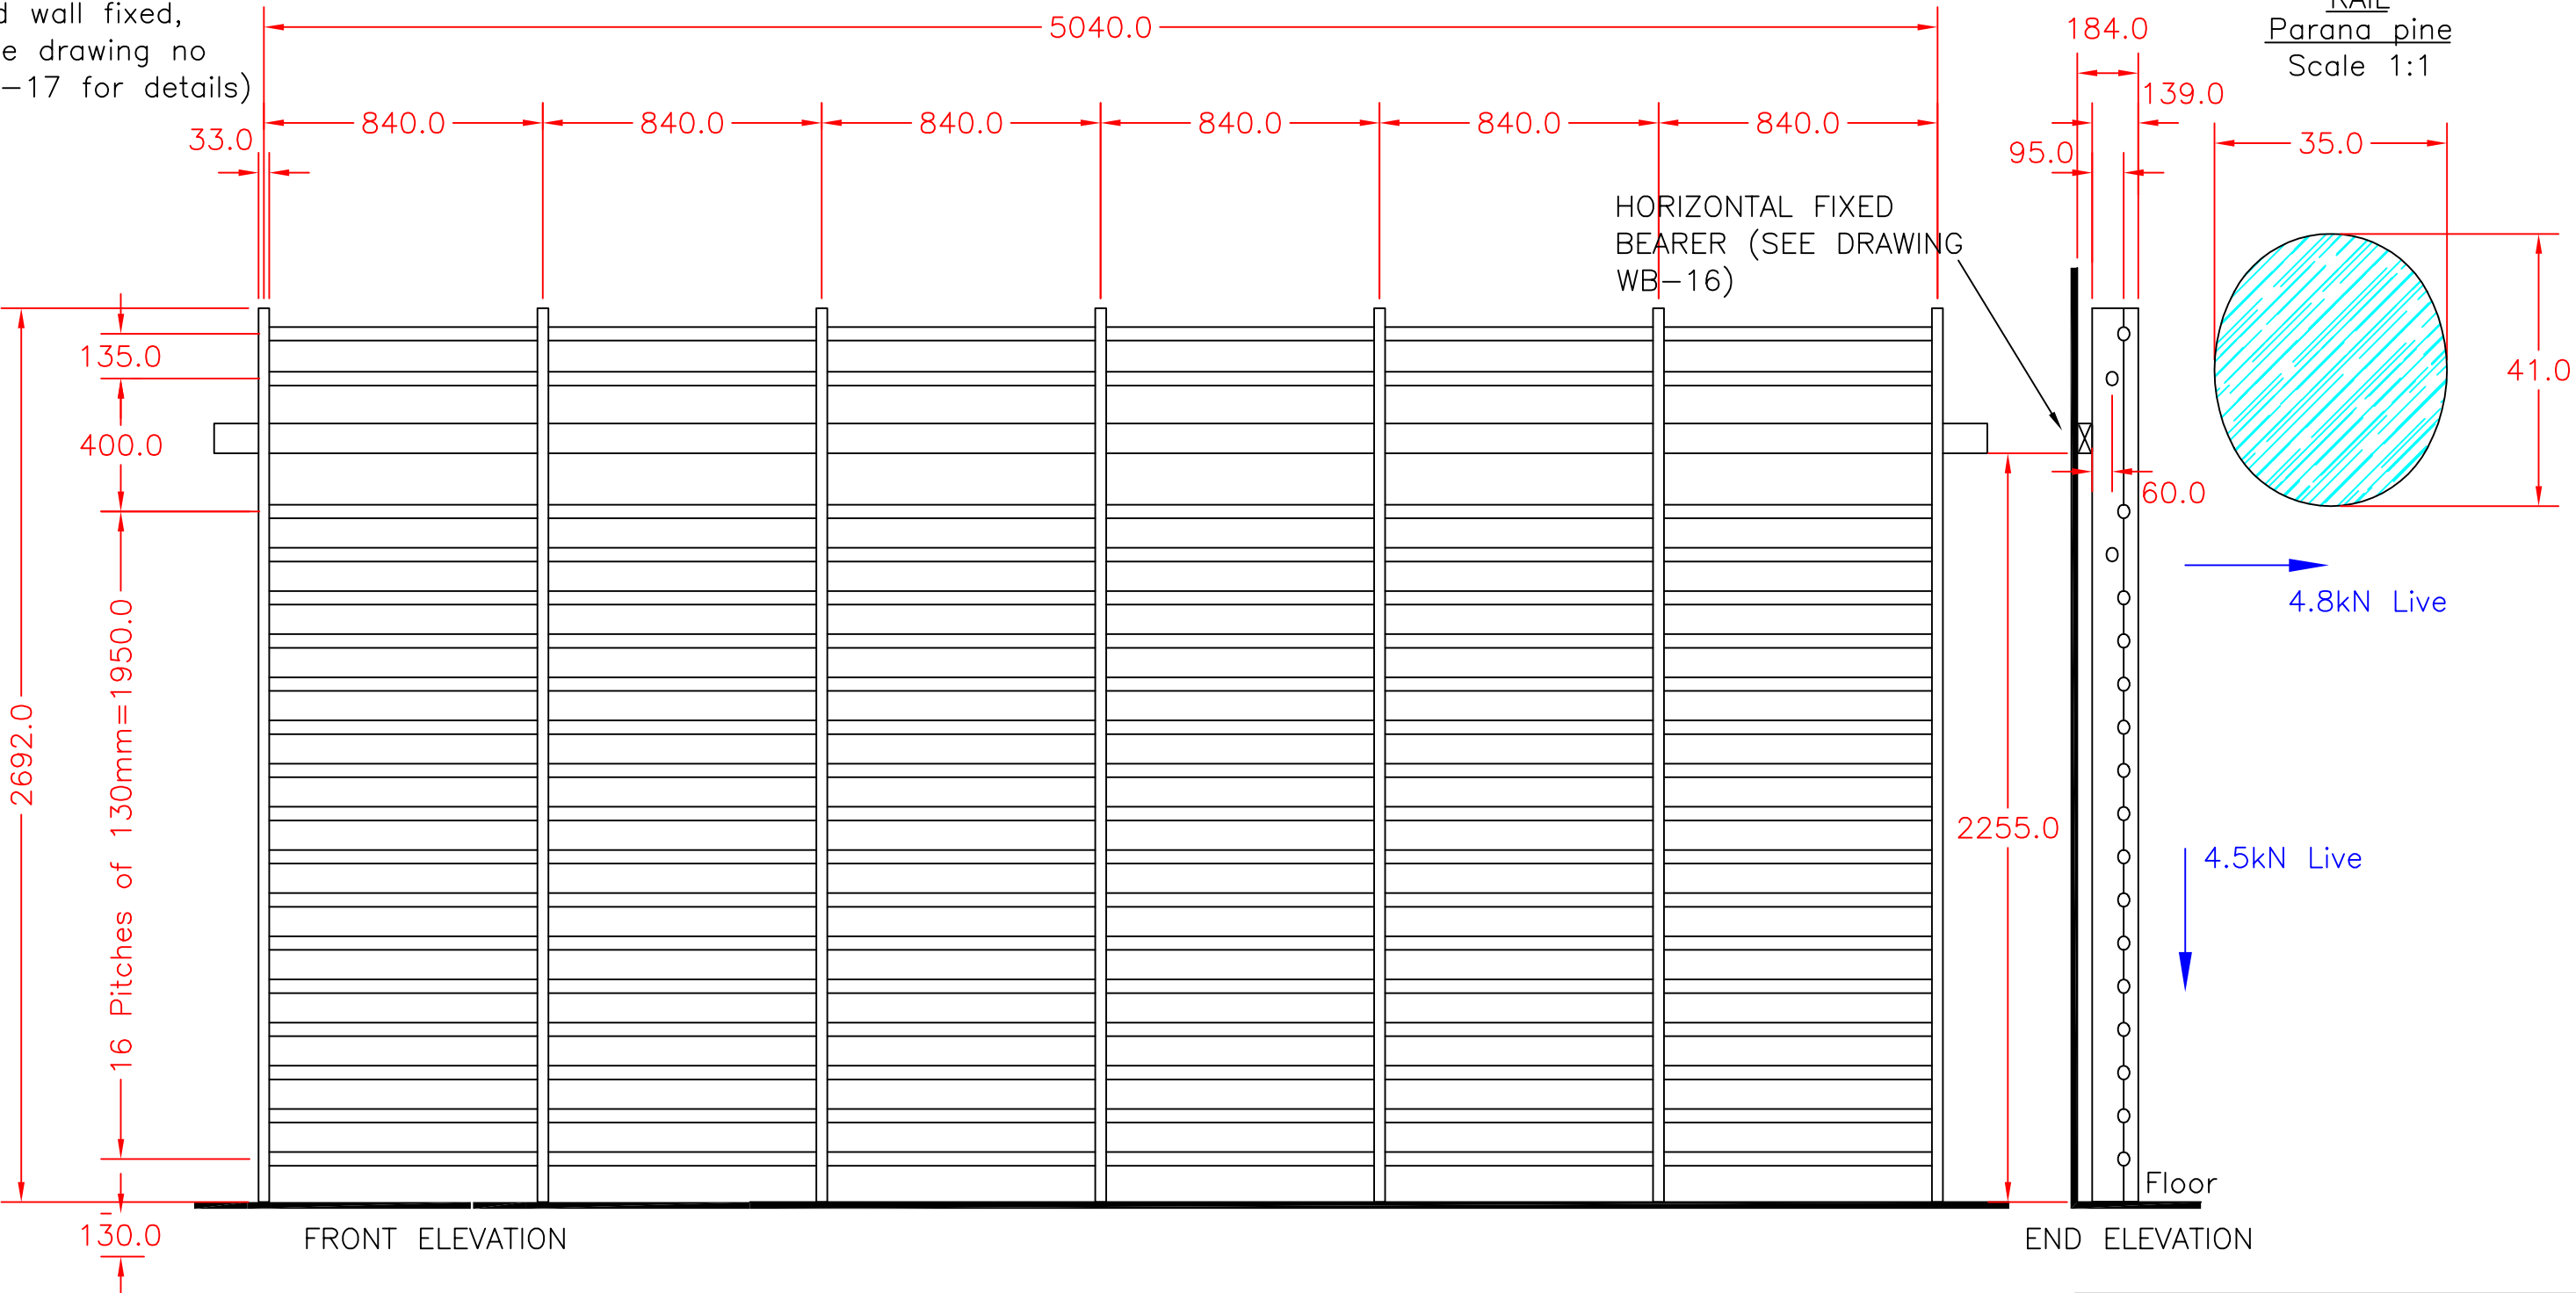 d wall fixed,
e drawing no
-17 for details)
5040.0
RAIL
Parana pine
Scale 1:1
184.0
139.0
95.0
35.0
41.0
33.0
840.0 840.0 840.0 840.0 840.0 840.0
HORIZONTAL FIXED
BEARER (SEE DRAWING
WB-16)
135.0
400.0
16 Pitches of 130mm=1950.0
2692.0
130.0
2255.0
60.0
4.8kN Live
4.5kN Live
Floor
FRONT ELEVATION
END ELEVATION